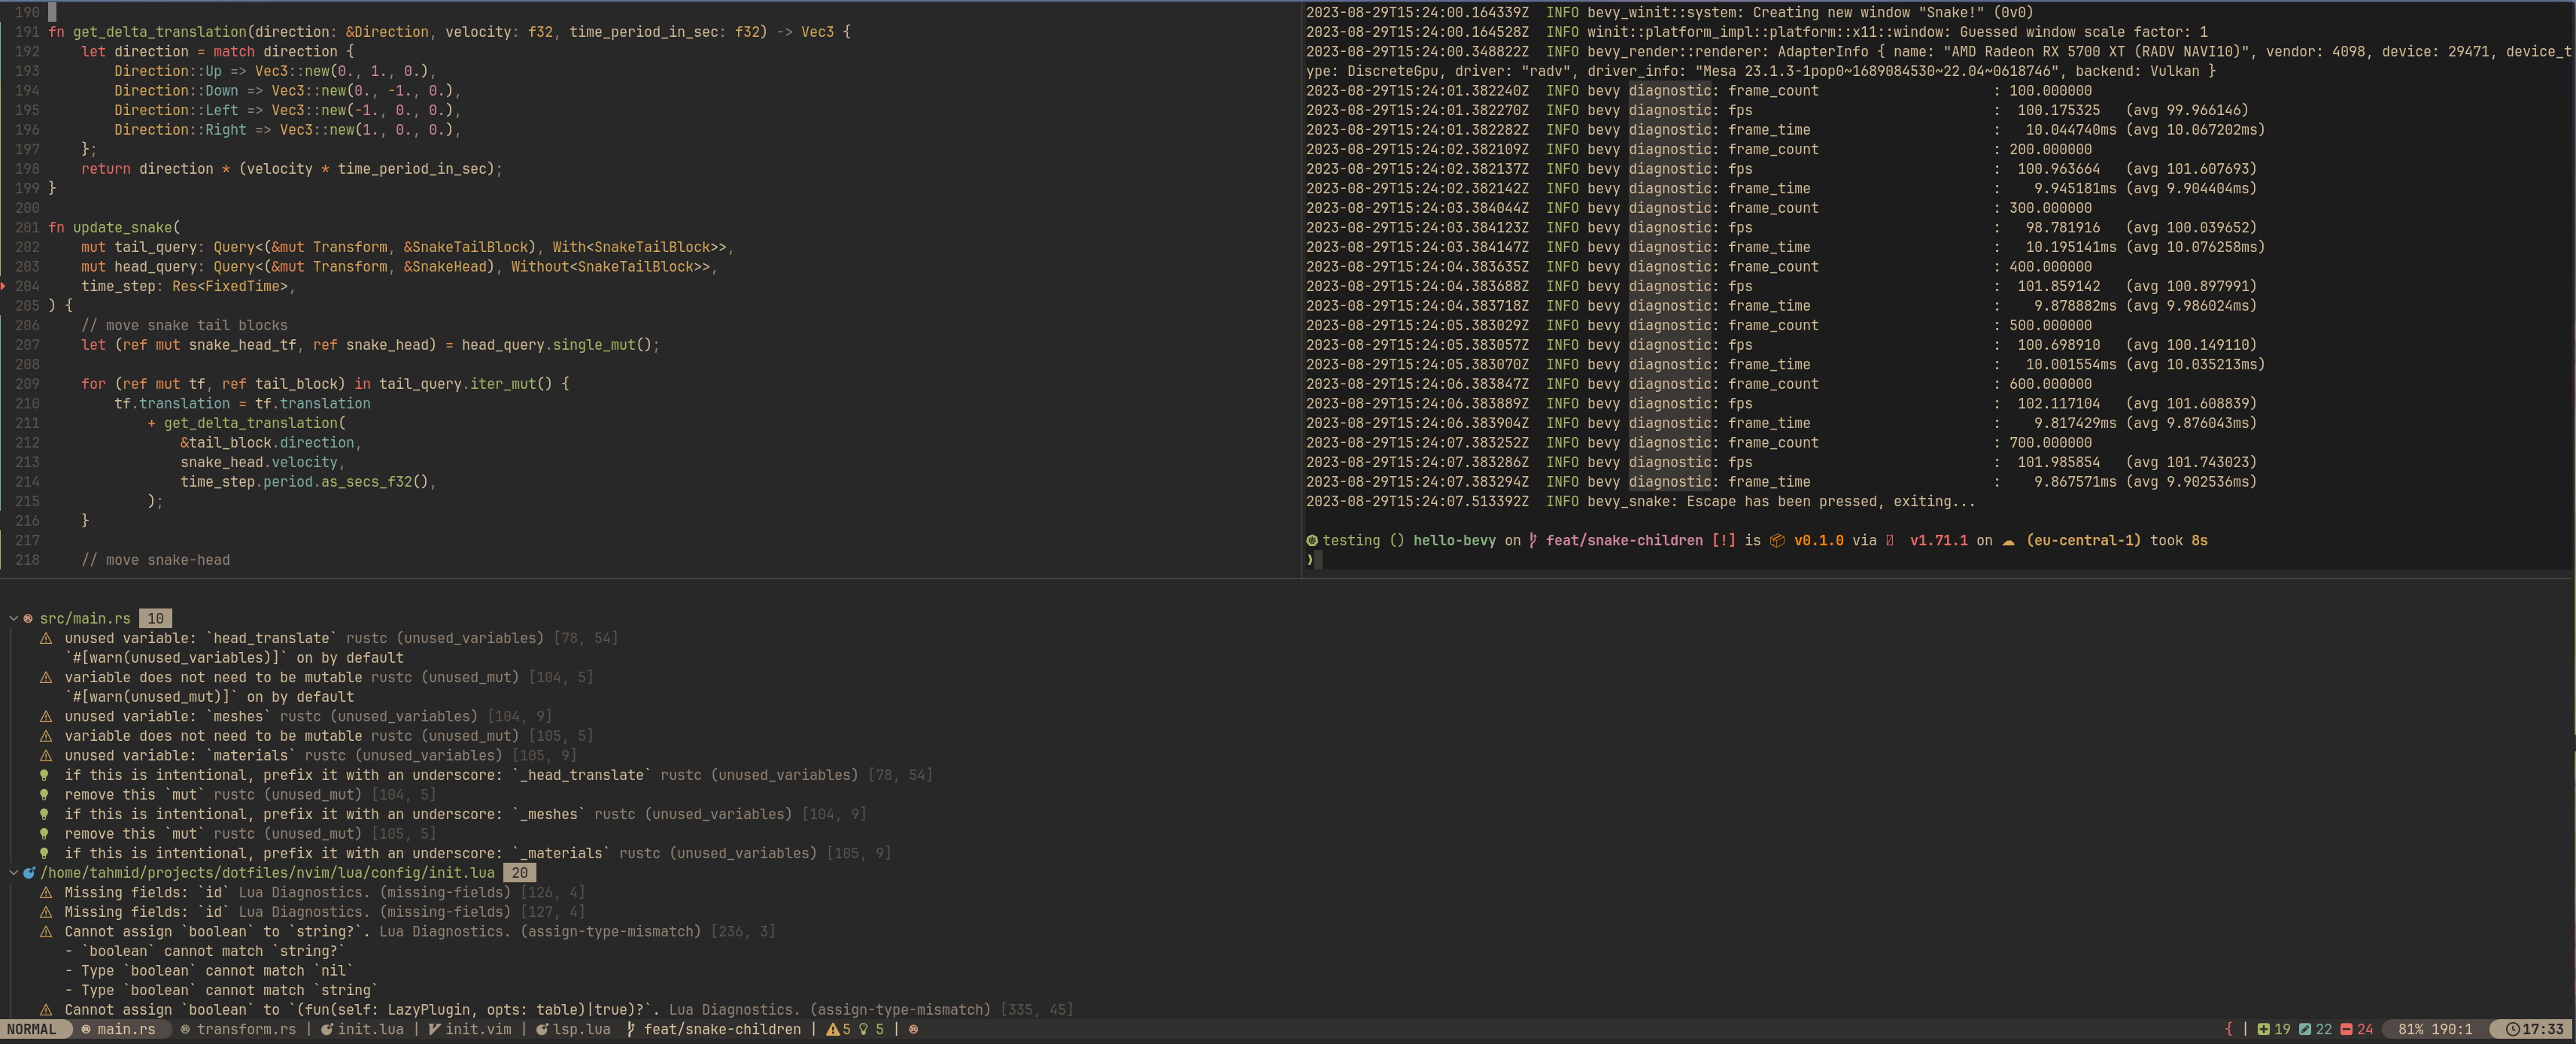 190
191 fn get_delta_translation(direction: &Direction, velocity: f32, time_period_in_sec: f32) -> Vec3 {
192     let direction = match direction {
193         Direction::Up => Vec3::new(0., 1., 0.),
194         Direction::Down => Vec3::new(0., -1., 0.),
195         Direction::Left => Vec3::new(-1., 0., 0.),
196         Direction::Right => Vec3::new(1., 0., 0.),
197     };
198     return direction * (velocity * time_period_in_sec);
199 }
200
201 fn update_snake(
202     mut tail_query: Query<(&mut Transform, &SnakeTailBlock), With<SnakeTailBlock>>,
203     mut head_query: Query<(&mut Transform, &SnakeHead), Without<SnakeTailBlock>>,
204     time_step: Res<FixedTime>,
205 ) {
206     // move snake tail blocks
207     let (ref mut snake_head_tf, ref snake_head) = head_query.single_mut();
208
209     for (ref mut tf, ref tail_block) in tail_query.iter_mut() {
210         tf.translation = tf.translation
211             + get_delta_translation(
212                 &tail_block.direction,
213                 snake_head.velocity,
214                 time_step.period.as_secs_f32(),
215             );
216     }
217
218     // move snake-head
2023-08-29T15:24:00.164339Z  INFO bevy_winit::system: Creating new window "Snake!" (0v0)
2023-08-29T15:24:00.164528Z  INFO winit::platform_impl::platform::x11::window: Guessed window scale factor: 1
2023-08-29T15:24:00.348822Z  INFO bevy_render::renderer: AdapterInfo { name: "AMD Radeon RX 5700 XT (RADV NAVI10)", vendor: 4098, device: 29471, device_t
ype: DiscreteGpu, driver: "radv", driver_info: "Mesa 23.1.3-1pop0~1689084530~22.04~0618746", backend: Vulkan }
2023-08-29T15:24:01.382240Z  INFO bevy diagnostic: frame_count : 100.000000
2023-08-29T15:24:01.382270Z  INFO bevy diagnostic: fps : 100.175325 (avg 99.966146)
2023-08-29T15:24:01.382282Z  INFO bevy diagnostic: frame_time : 10.044740ms (avg 10.067202ms)
2023-08-29T15:24:02.382109Z  INFO bevy diagnostic: frame_count : 200.000000
2023-08-29T15:24:02.382137Z  INFO bevy diagnostic: fps : 100.963664 (avg 101.607693)
2023-08-29T15:24:02.382142Z  INFO bevy diagnostic: frame_time : 9.945181ms (avg 9.904404ms)
2023-08-29T15:24:03.384044Z  INFO bevy diagnostic: frame_count : 300.000000
2023-08-29T15:24:03.384123Z  INFO bevy diagnostic: fps : 98.781916 (avg 100.039652)
2023-08-29T15:24:03.384147Z  INFO bevy diagnostic: frame_time : 10.195141ms (avg 10.076258ms)
2023-08-29T15:24:04.383635Z  INFO bevy diagnostic: frame_count : 400.000000
2023-08-29T15:24:04.383688Z  INFO bevy diagnostic: fps : 101.859142 (avg 100.897991)
2023-08-29T15:24:04.383718Z  INFO bevy diagnostic: frame_time : 9.878882ms (avg 9.986024ms)
2023-08-29T15:24:05.383029Z  INFO bevy diagnostic: frame_count : 500.000000
2023-08-29T15:24:05.383057Z  INFO bevy diagnostic: fps : 100.698910 (avg 100.149110)
2023-08-29T15:24:05.383070Z  INFO bevy diagnostic: frame_time : 10.001554ms (avg 10.035213ms)
2023-08-29T15:24:06.383847Z  INFO bevy diagnostic: frame_count : 600.000000
2023-08-29T15:24:06.383889Z  INFO bevy diagnostic: fps : 102.117104 (avg 101.608839)
2023-08-29T15:24:06.383904Z  INFO bevy diagnostic: frame_time : 9.817429ms (avg 9.876043ms)
2023-08-29T15:24:07.383252Z  INFO bevy diagnostic: frame_count : 700.000000
2023-08-29T15:24:07.383286Z  INFO bevy diagnostic: fps : 101.985854 (avg 101.743023)
2023-08-29T15:24:07.383294Z  INFO bevy diagnostic: frame_time : 9.867571ms (avg 9.902536ms)
2023-08-29T15:24:07.513392Z  INFO bevy_snake: Escape has been pressed, exiting...
testing () hello-bevy on feat/snake-children [!] is v0.1.0 via v1.71.1 on (eu-central-1) took 8s
❯
src/main.rs 10
unused variable: `head_translate` rustc (unused_variables) [78, 54]
`#[warn(unused_variables)]` on by default
variable does not need to be mutable rustc (unused_mut) [104, 5]
`#[warn(unused_mut)]` on by default
unused variable: `meshes` rustc (unused_variables) [104, 9]
variable does not need to be mutable rustc (unused_mut) [105, 5]
unused variable: `materials` rustc (unused_variables) [105, 9]
if this is intentional, prefix it with an underscore: `_head_translate` rustc (unused_variables) [78, 54]
remove this `mut` rustc (unused_mut) [104, 5]
if this is intentional, prefix it with an underscore: `_meshes` rustc (unused_variables) [104, 9]
remove this `mut` rustc (unused_mut) [105, 5]
if this is intentional, prefix it with an underscore: `_materials` rustc (unused_variables) [105, 9]
/home/tahmid/projects/dotfiles/nvim/lua/config/init.lua 20
Missing fields: `id` Lua Diagnostics. (missing-fields) [126, 4]
Missing fields: `id` Lua Diagnostics. (missing-fields) [127, 4]
Cannot assign `boolean` to `string?`. Lua Diagnostics. (assign-type-mismatch) [236, 3]
- `boolean` cannot match `string?`
- Type `boolean` cannot match `nil`
- Type `boolean` cannot match `string`
Cannot assign `boolean` to `(fun(self: LazyPlugin, opts: table)|true)?`. Lua Diagnostics. (assign-type-mismatch) [335, 45]
NORMAL main.rs transform.rs | init.lua | init.vim | lsp.lua feat/snake-children | 5 5 | { | 19 22 24 81% 190:1 17:33